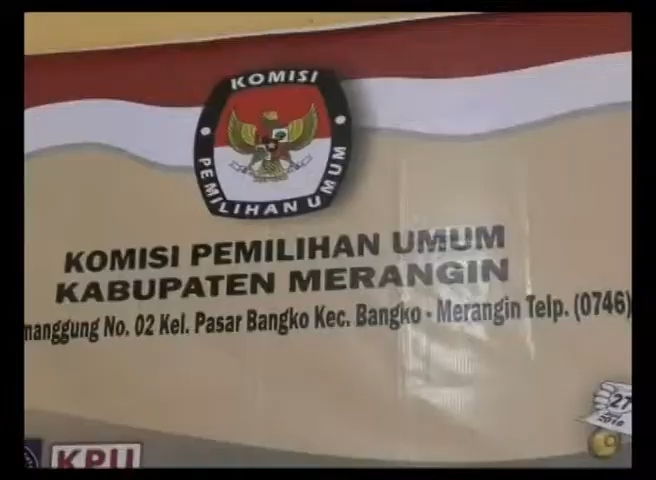 KOMISI
PEMILIHAN UMUM
KOMISI PEMILIHAN UMUM
KABUPATEN MERANGIN
manggung No. 02 Kel. Pasar Bangko Kec. Bangko - Merangin Telp. (0746)
27
KPU